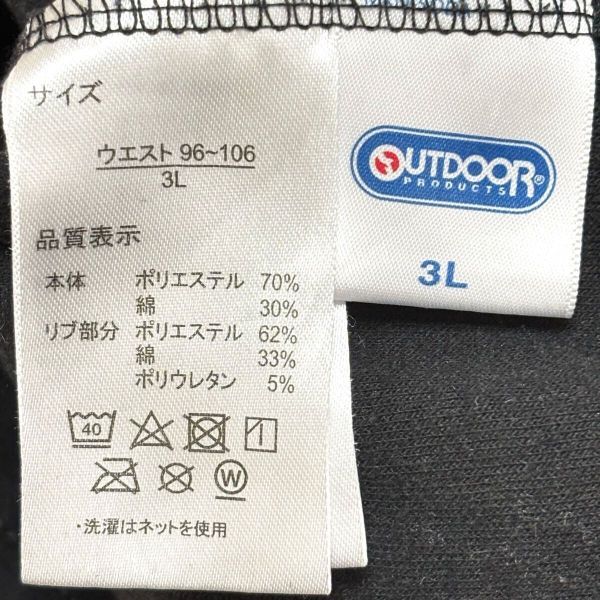 サイズ
ウエスト 96~106
3L
品質表示
本体 ポリエステル 70%
綿 30%
リブ部分 ポリエステル 62%
綿 33%
ポリウレタン 5%
40
W
・洗濯はネットを使用
OUTDOOR®
PRODUCTS
3L